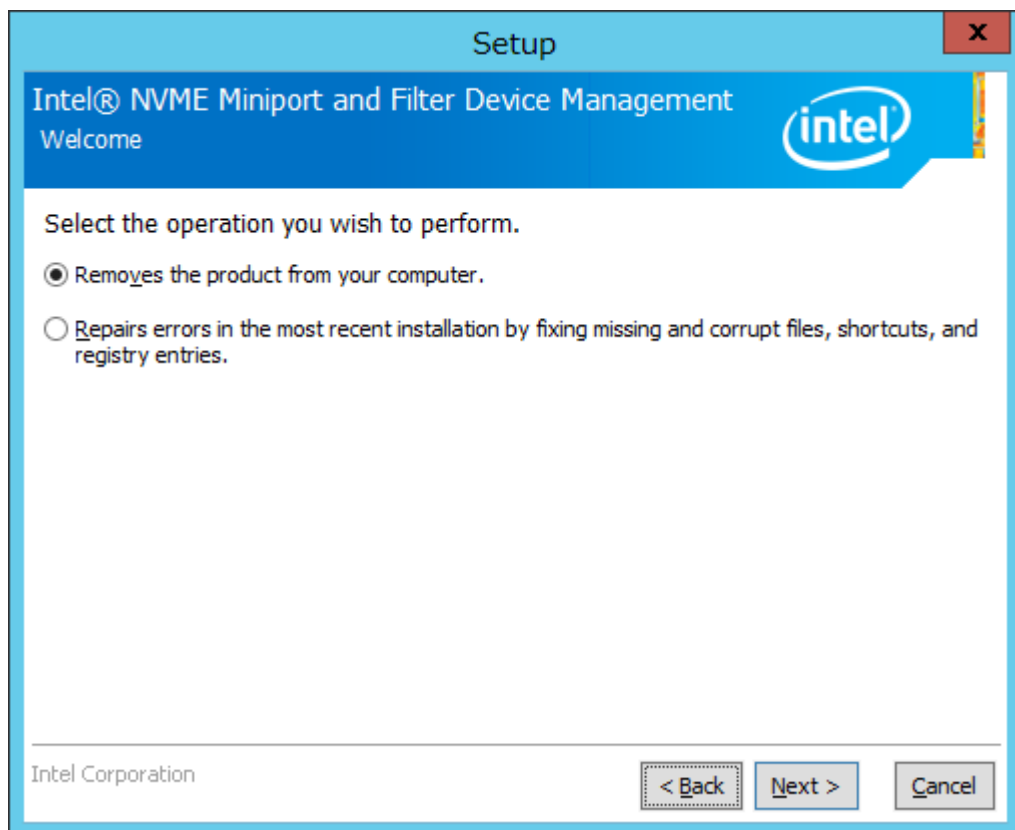 Setup
x
Intel® NVME Miniport and Filter Device Management
Welcome
intel
Select the operation you wish to perform.
Removes the product from your computer.
Repairs errors in the most recent installation by fixing missing and corrupt files, shortcuts, and
registry entries.
Intel Corporation
< Back Next > Cancel